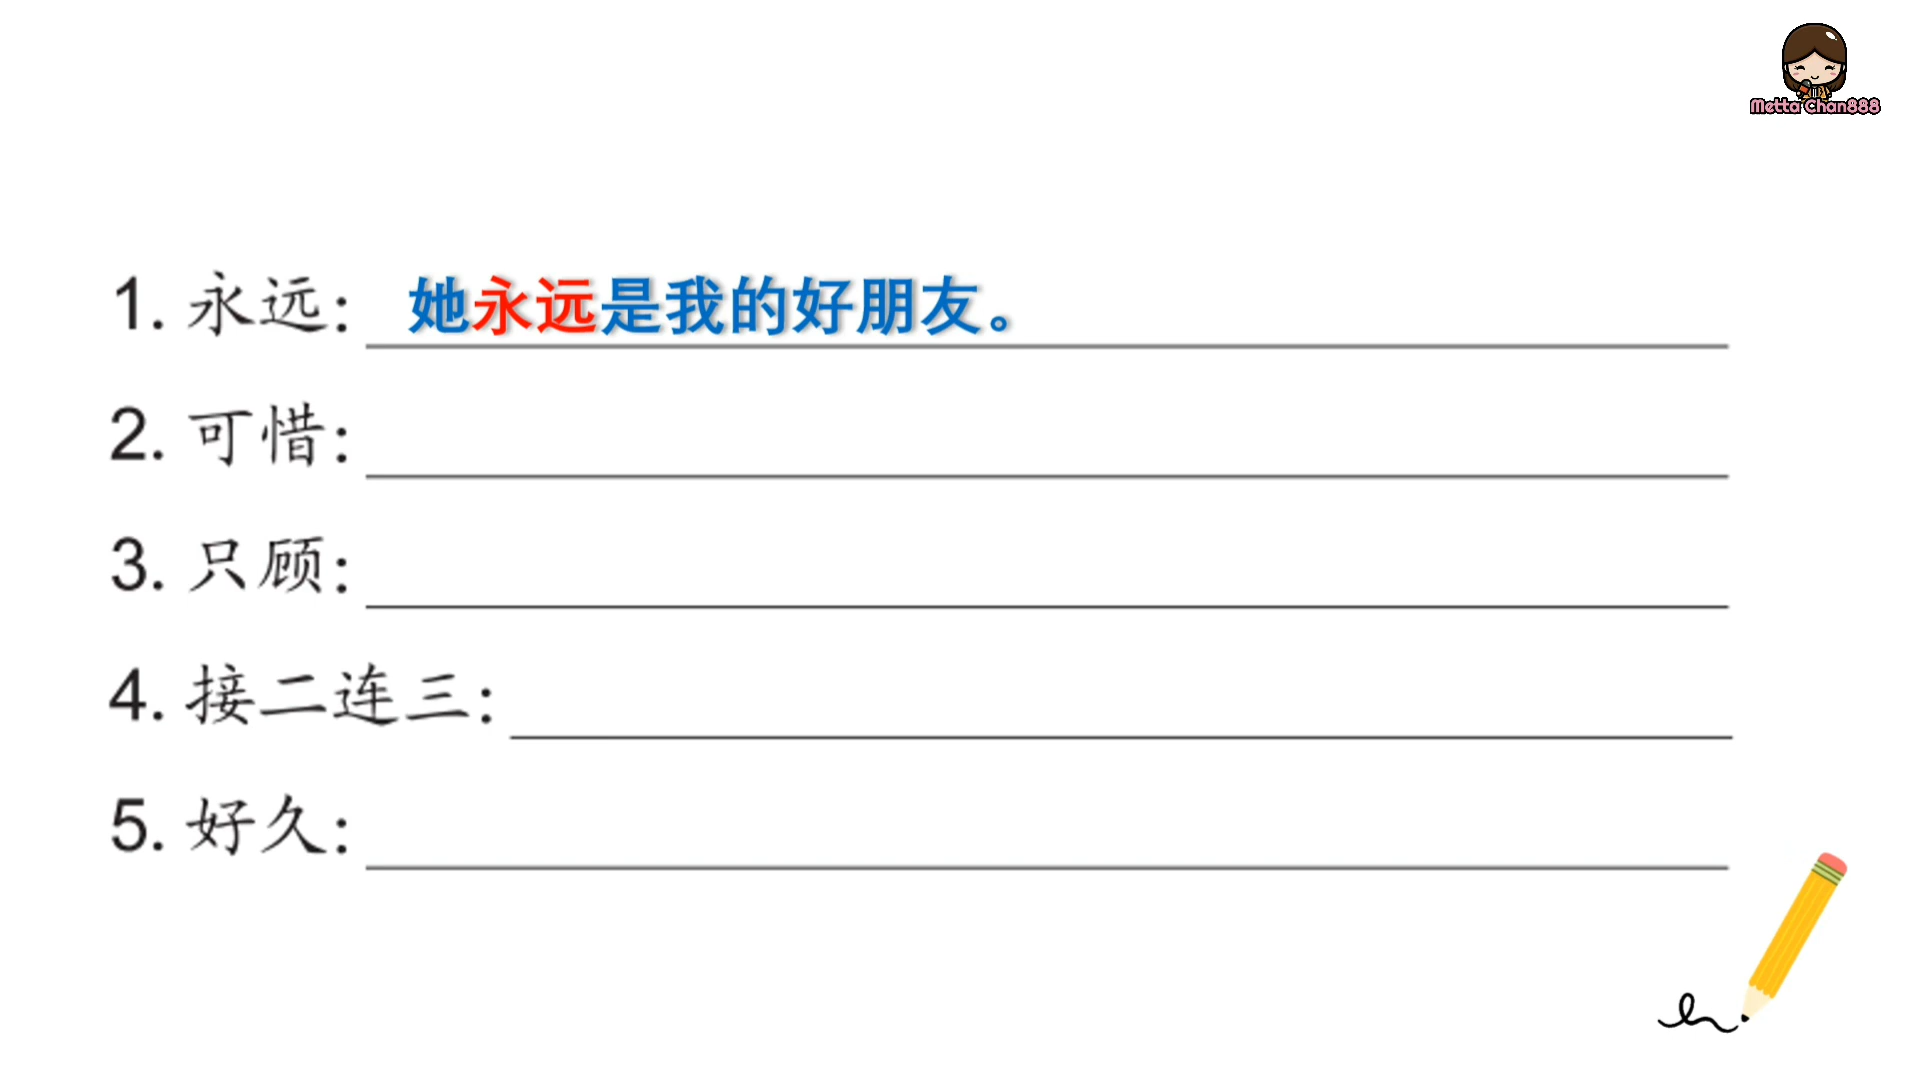 Metta Chan888
1. 永远： 她永远是我的好朋友。
2. 可惜：
3. 只顾：
4. 接二连三：
5. 好久：